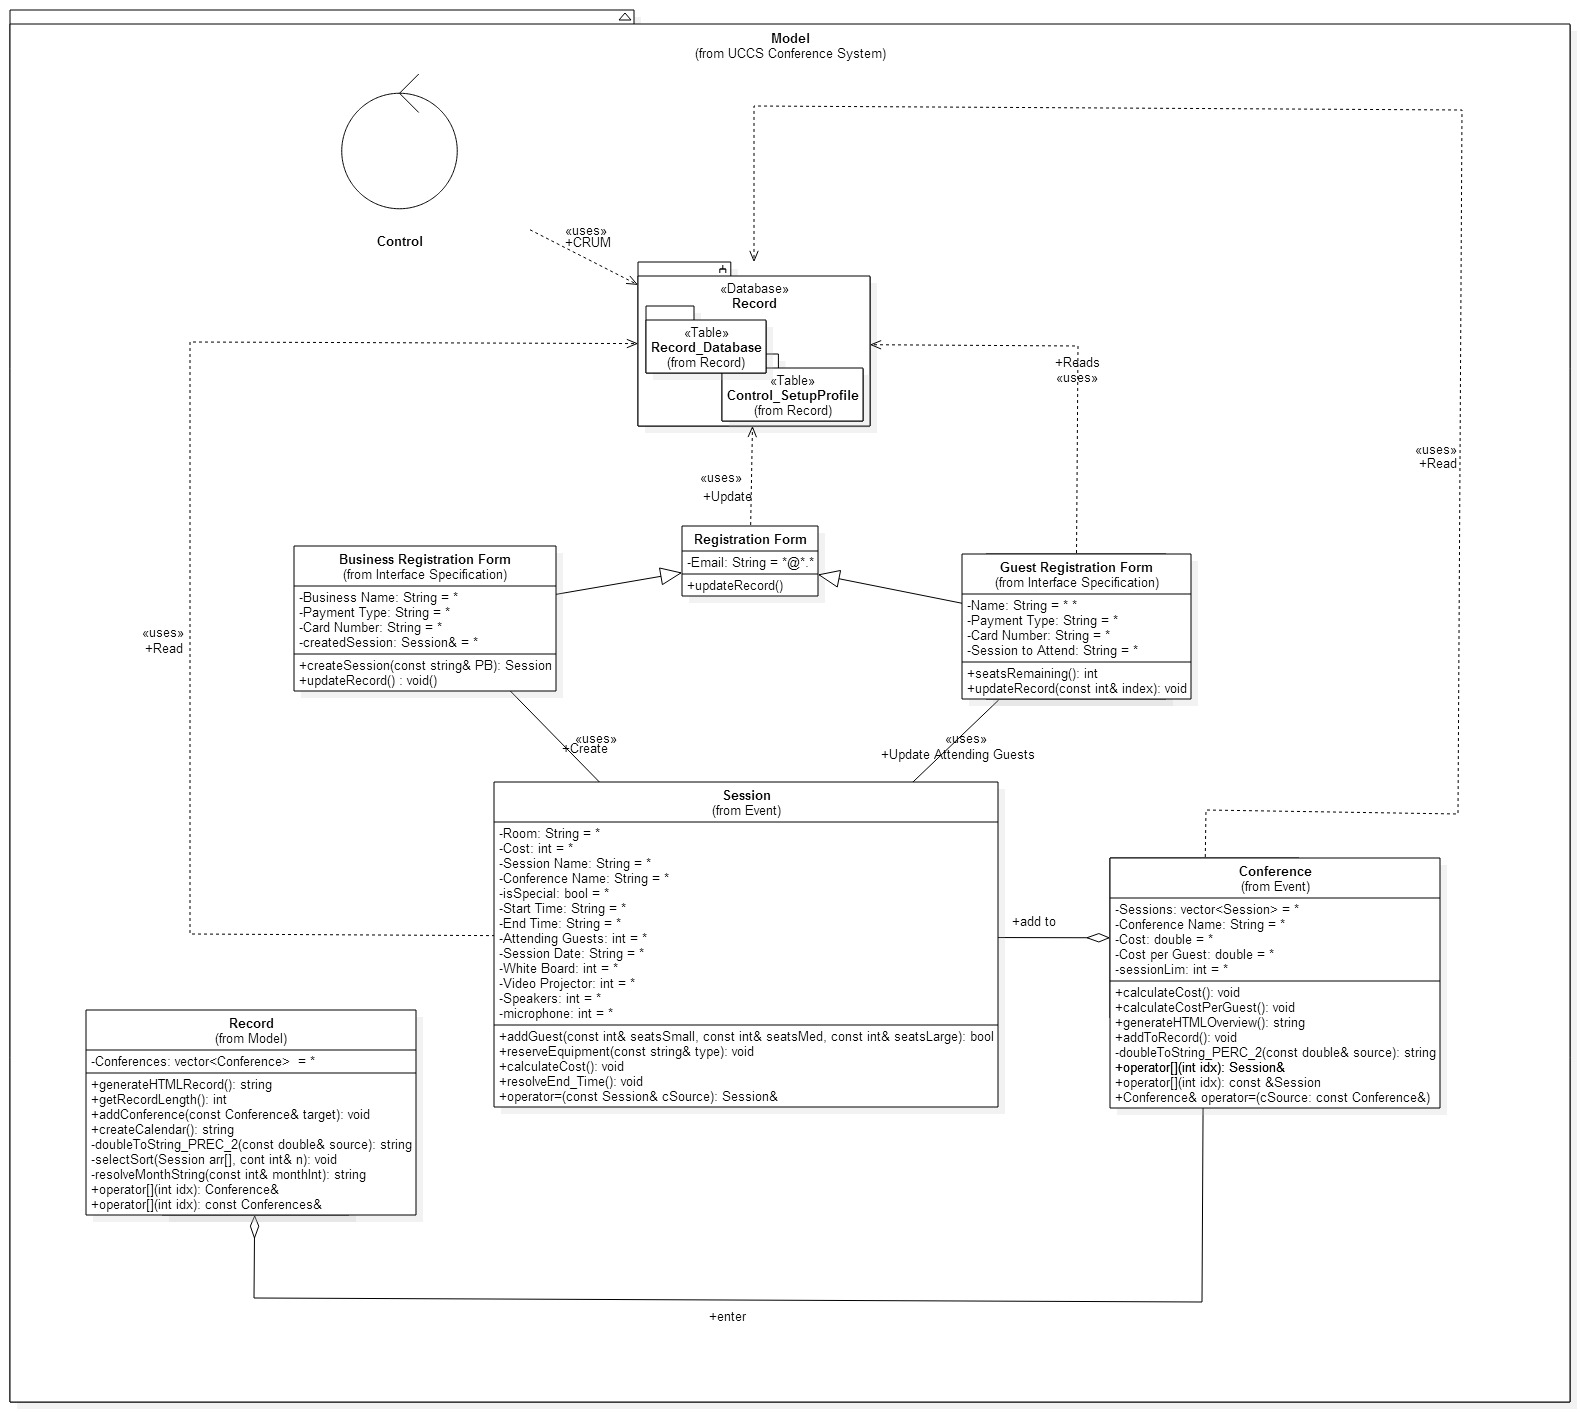 Model
(from UCCS Conference System)
Control
«uses»
+CRUM
«Database»
Record
«Table»
Record_Database
(from Record)
«Table»
Control_SetupProfile
(from Record)
+Reads
«uses»
«uses»
+Read
«uses»
+Update
Registration Form
-Email: String = *@*.*
+updateRecord()
Business Registration Form
(from Interface Specification)
-Business Name: String = *
-Payment Type: String = *
-Card Number: String = *
-createdSession: Session& = *
+createSession(const string& PB): Session
+updateRecord() : void()
Guest Registration Form
(from Interface Specification)
-Name: String = * *
-Payment Type: String = *
-Card Number: String = *
-Session to Attend: String = *
+seatsRemaining(): int
+updateRecord(const int& index): void
«uses»
+Read
«uses»
+Create
«uses»
+Update Attending Guests
Session
(from Event)
-Room: String = *
-Cost: int = *
-Session Name: String = *
-Conference Name: String = *
-isSpecial: bool = *
-Start Time: String = *
-End Time: String = *
-Attending Guests: int = *
-Session Date: String = *
-White Board: int = *
-Video Projector: int = *
-Speakers: int = *
-microphone: int = *
+addGuest(const int& seatsSmall, const int& seatsMed, const int& seatsLarge): bool
+reserveEquipment(const string& type): void
+calculateCost(): void
+resolveEnd_Time(): void
+operator=(const Session& cSource): Session&
+add to
Conference
(from Event)
-Sessions: vector<Session> = *
-Conference Name: String = *
-Cost: double = *
-Cost per Guest: double = *
-sessionLim: int = *
+calculateCost(): void
+calculateCostPerGuest(): void
+generateHTMLOverview(): string
+addToRecord(): void
-doubleToString_PERC_2(const double& source): string
+operator[](int idx): Session&
+operator[](int idx): const &Session
+Conference& operator=(cSource: const Conference&)
Record
(from Model)
-Conferences: vector<Conference>  = *
+generateHTMLRecord(): string
+getRecordLength(): int
+addConference(const Conference& target): void
+createCalendar(): string
-doubleToString_PREC_2(const double& source): string
-selectSort(Session arr[], cont int& n): void
-resolveMonthString(const int& monthInt): string
+operator[](int idx): Conference&
+operator[](int idx): const Conferences&
+enter